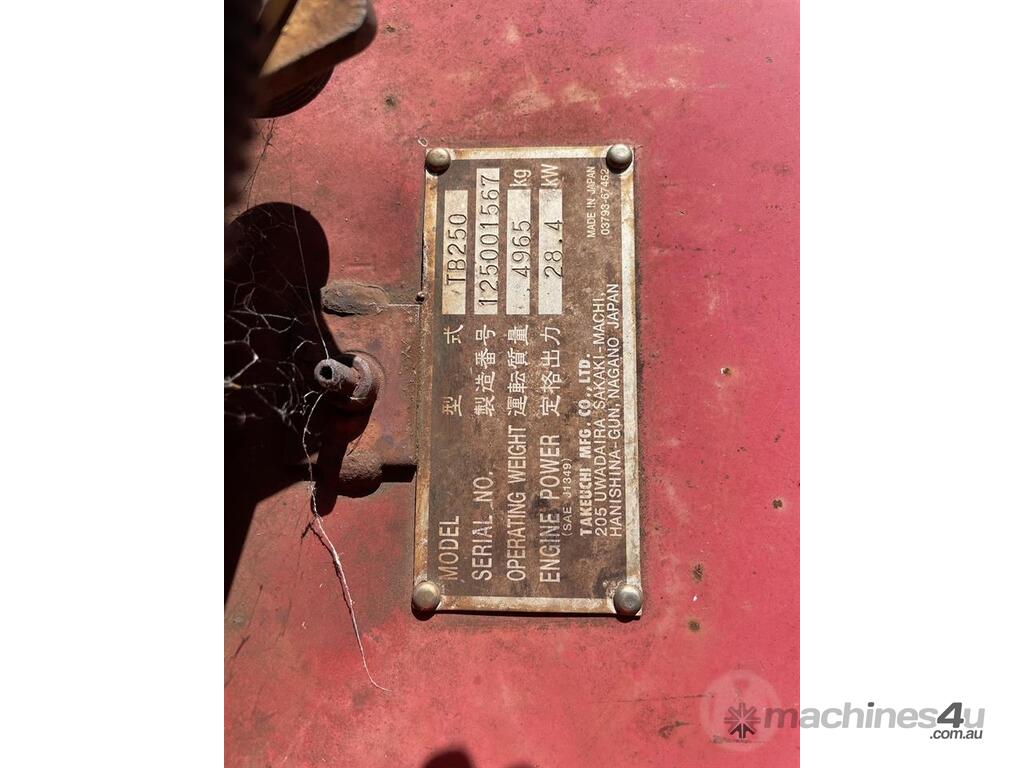 MODEL 型式 TB250
SERIAL NO. 製造番号 125001567
OPERATING WEIGHT 運転質量 4965 kg
ENGINE POWER 定格出力 28.4 kW
(SAE J1349)
TAKEUCHI MFG. CO., LTD.
205 UWADAIRA SAKAKI-MACHI,
HANISHINA-GUN, NAGANO JAPAN
MADE IN JAPAN
03793-67452
machines4u
.com.au